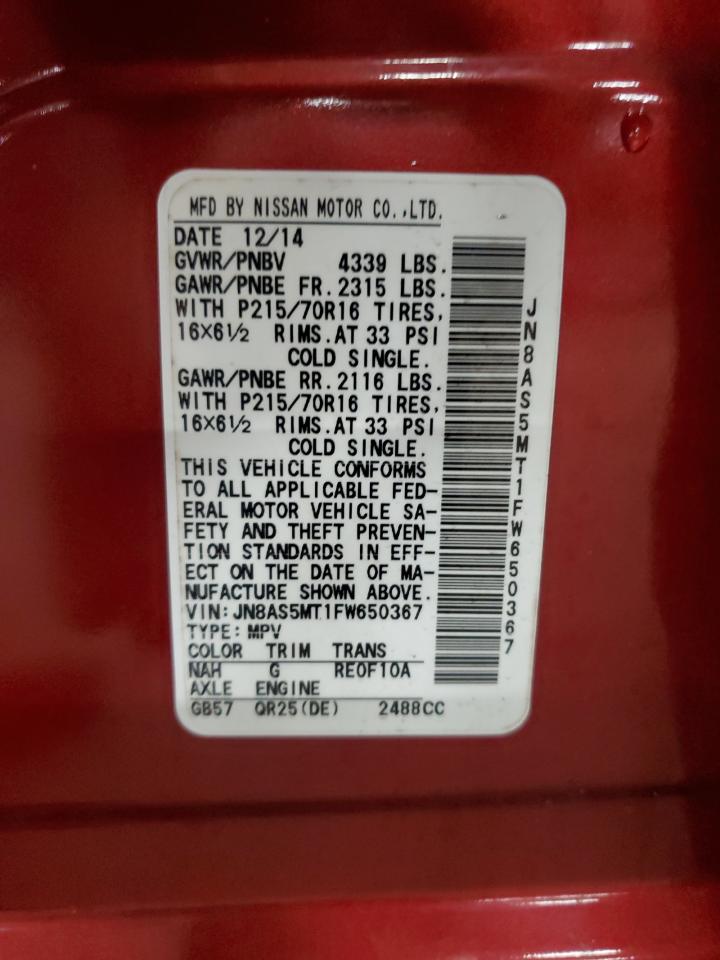 MFD BY NISSAN MOTOR CO.,LTD.
DATE 12/14
GVWR/PNBV 4339 LBS.
GAWR/PNBE FR.2315 LBS.
WITH P215/70R16 TIRES,
16X6½ RIMS.AT 33 PSI
COLD SINGLE.
GAWR/PNBE RR.2116 LBS.
WITH P215/70R16 TIRES,
16X6½ RIMS.AT 33 PSI
COLD SINGLE.
THIS VEHICLE CONFORMS
TO ALL APPLICABLE FED-
ERAL MOTOR VEHICLE SA-
FETY AND THEFT PREVEN-
TION STANDARDS IN EFF-
ECT ON THE DATE OF MA-
NUFACTURE SHOWN ABOVE.
VIN:JN8AS5MT1FW650367
TYPE:MPV
COLOR TRIM TRANS
NAH G RE0F10A
AXLE ENGINE
GB57 QR25(DE) 2488CC
JN8AS5MT1FW650367